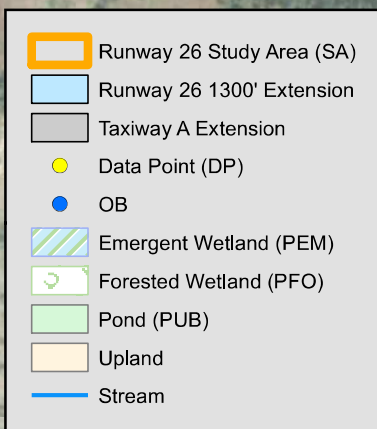 Runway 26 Study Area (SA)
Runway 26 1300' Extension
Taxiway A Extension
Data Point (DP)
OB
Emergent Wetland (PEM)
Forested Wetland (PFO)
Pond (PUB)
Upland
Stream